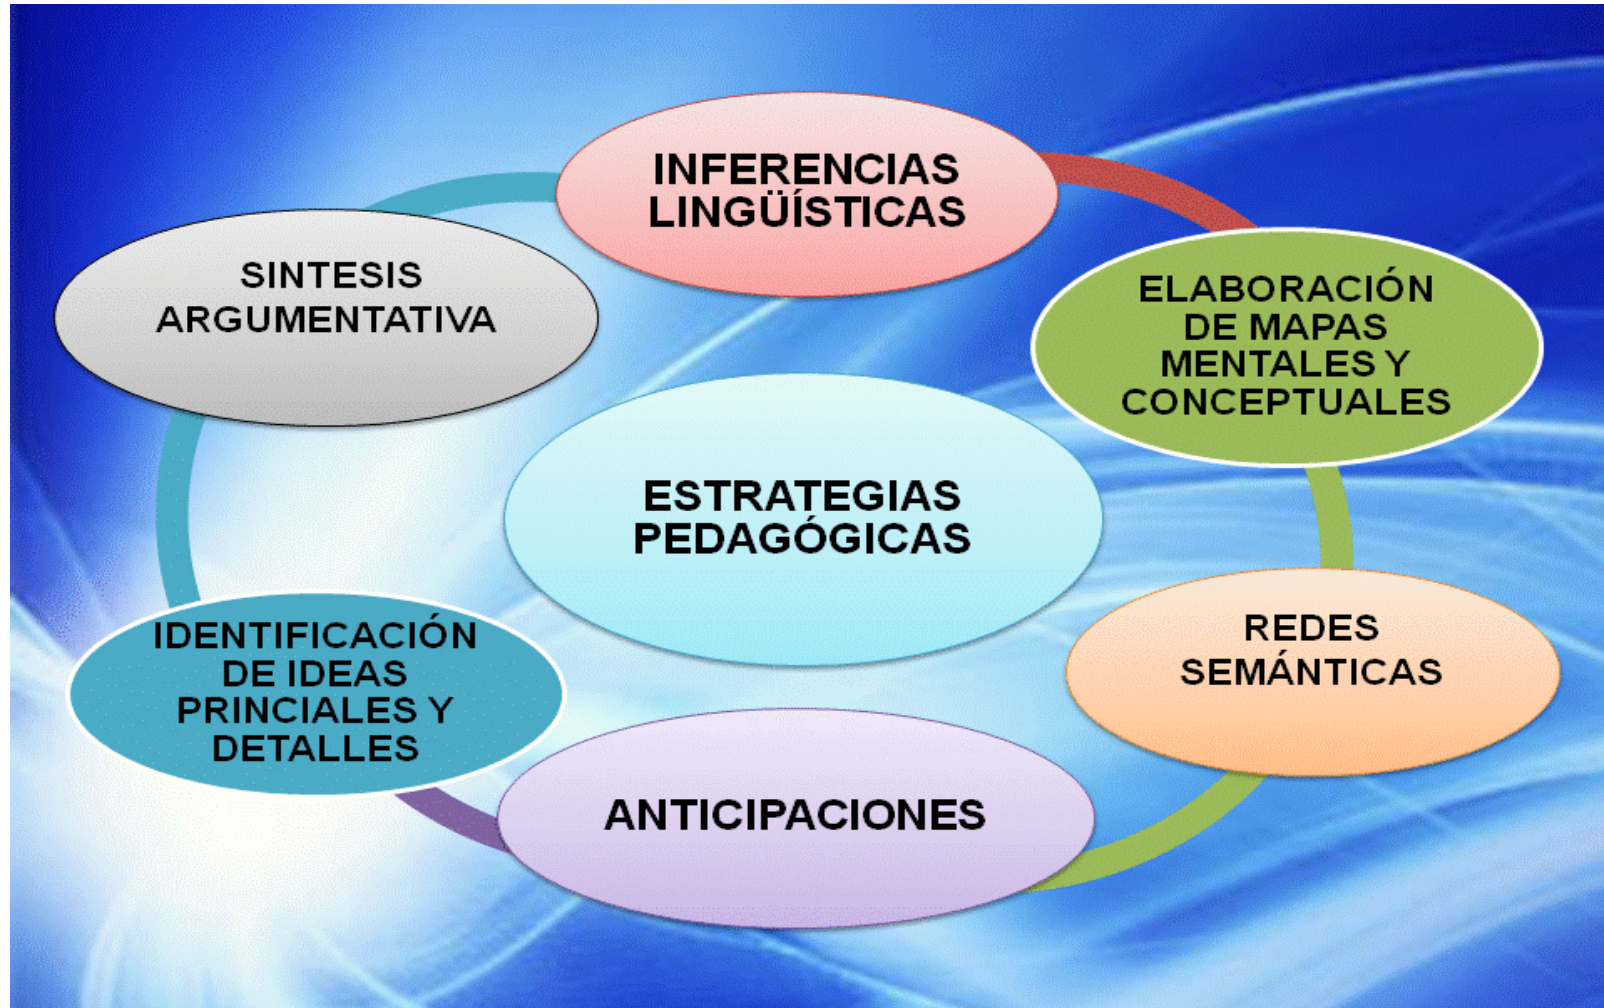 INFERENCIAS
LINGÜÍSTICAS
SINTESIS
ARGUMENTATIVA
ELABORACIÓN
DE MAPAS
MENTALES Y
CONCEPTUALES
ESTRATEGIAS
PEDAGÓGICAS
IDENTIFICACIÓN
DE IDEAS
PRINCIALES Y
DETALLES
REDES
SEMÁNTICAS
ANTICIPACIONES